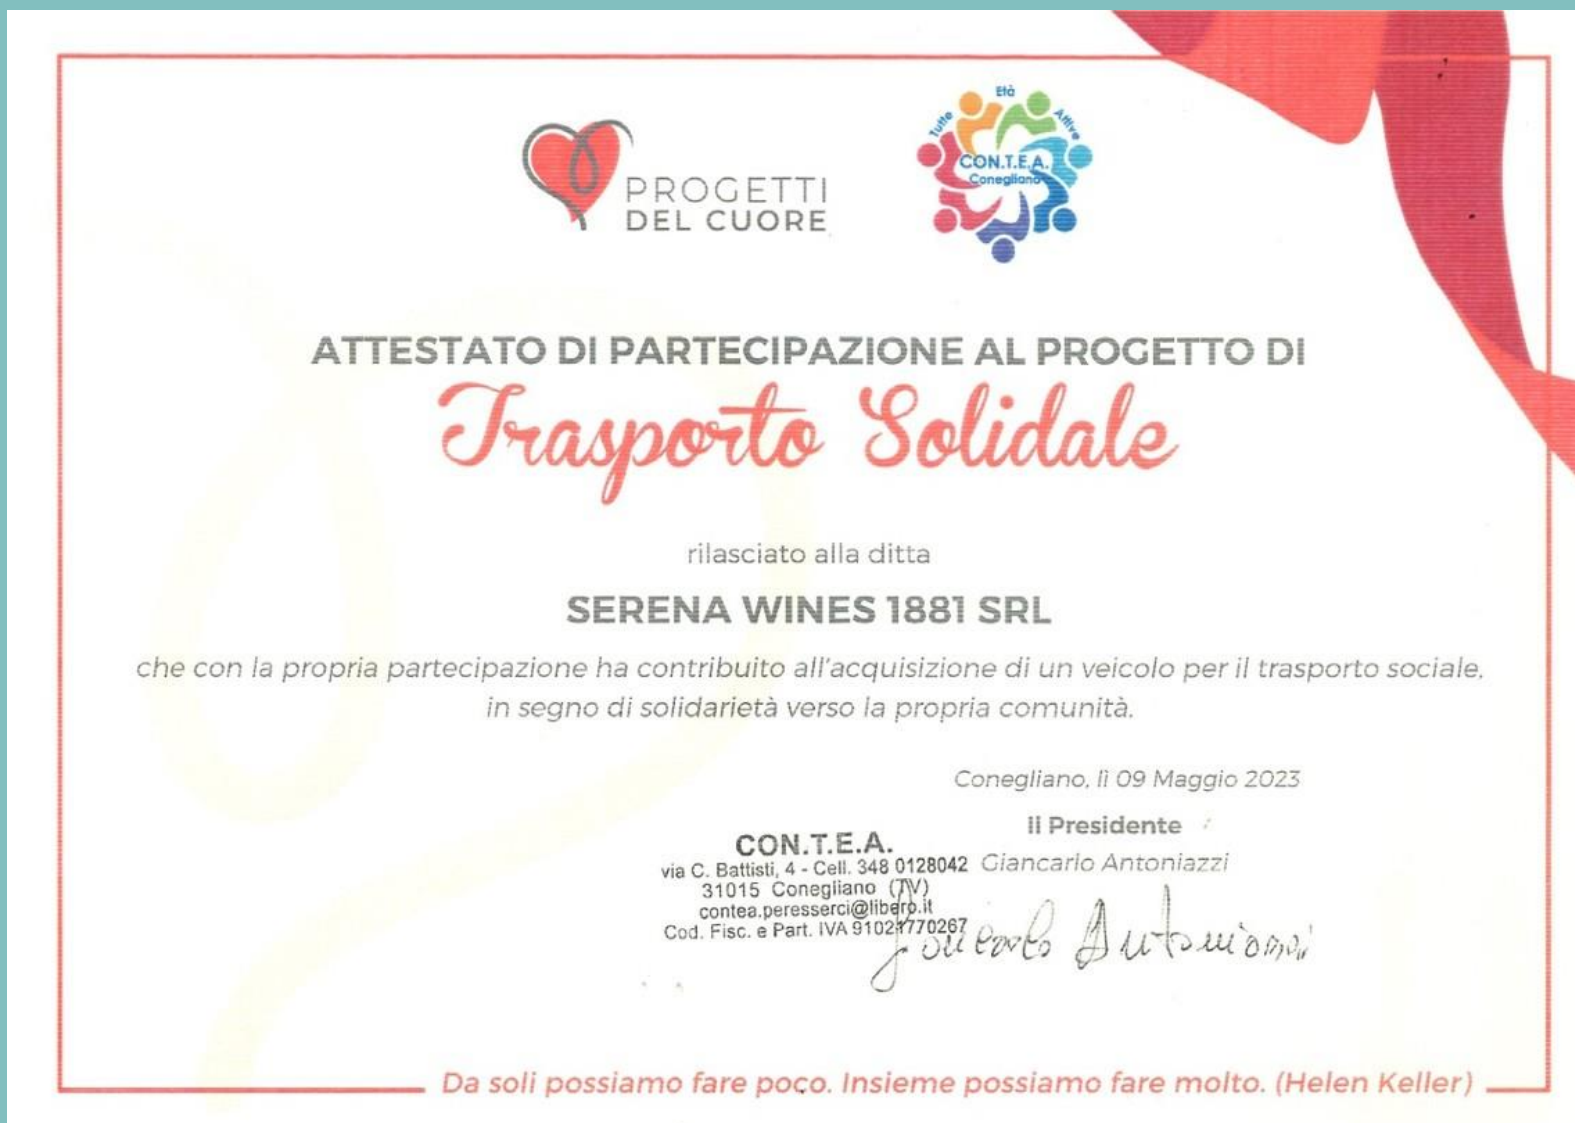 PROGETTI
DEL CUORE
Tutte Età Attive
CON.T.E.A.
Conegliano
ATTESTATO DI PARTECIPAZIONE AL PROGETTO DI
Trasporto Solidale
rilasciato alla ditta
SERENA WINES 1881 SRL
che con la propria partecipazione ha contribuito all'acquisizione di un veicolo per il trasporto sociale,
in segno di solidarietà verso la propria comunità.
Conegliano, lì 09 Maggio 2023
Il Presidente
Giancarlo Antoniazzi
CON.T.E.A.
via C. Battisti, 4 - Cell. 348 0128042
31015 Conegliano (TV)
contea.peresserci@libero.it
Cod. Fisc. e Part. IVA 91021770267
Giancarlo Antoniazzi
Da soli possiamo fare poco. Insieme possiamo fare molto. (Helen Keller)